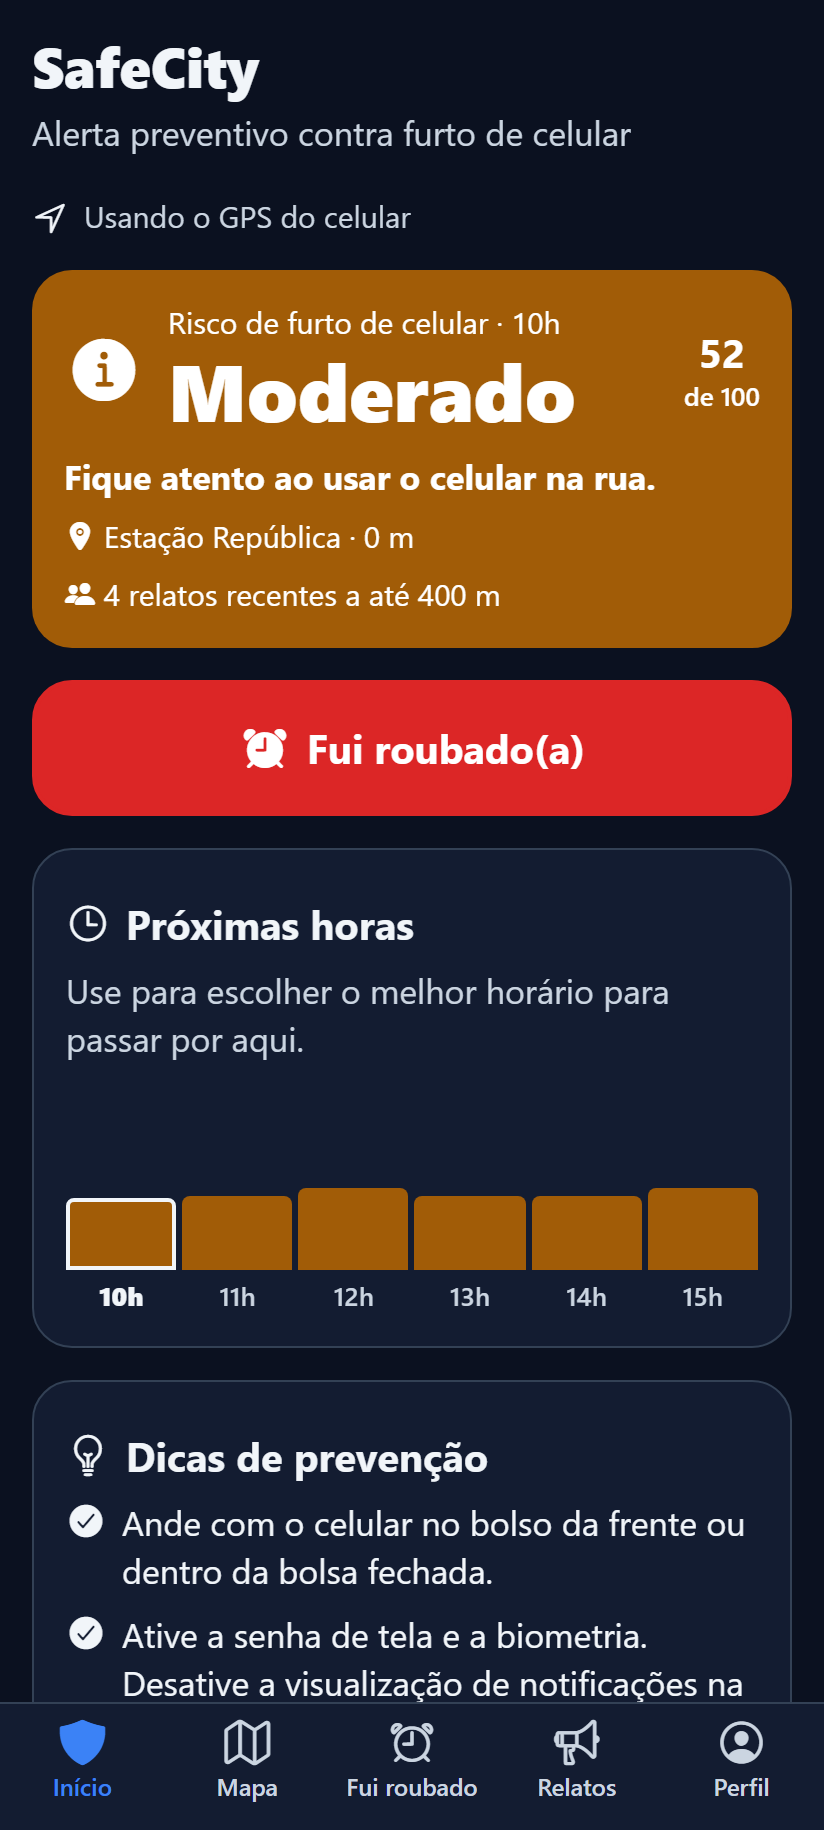 SafeCity
Alerta preventivo contra furto de celular
Usando o GPS do celular
Risco de furto de celular · 10h
Moderado
52
de 100
Fique atento ao usar o celular na rua.
Estação República · 0 m
4 relatos recentes a até 400 m
Fui roubado(a)
Próximas horas
Use para escolher o melhor horário para
passar por aqui.
10h 11h 12h 13h 14h 15h
Dicas de prevenção
Ande com o celular no bolso da frente ou
dentro da bolsa fechada.
Ative a senha de tela e a biometria.
Desative a visualização de notificações na
Início Mapa Fui roubado Relatos Perfil